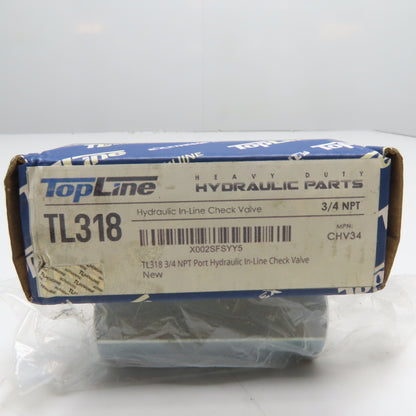 TOPLINE
HEAVY DUTY
HYDRAULIC PARTS
TL318
Hydraulic In-Line Check Valve
3/4 NPT
MPN:
CHV34
X002SFSYY5
TL318 3/4 NPT Port Hydraulic In-Line Check Valve
New